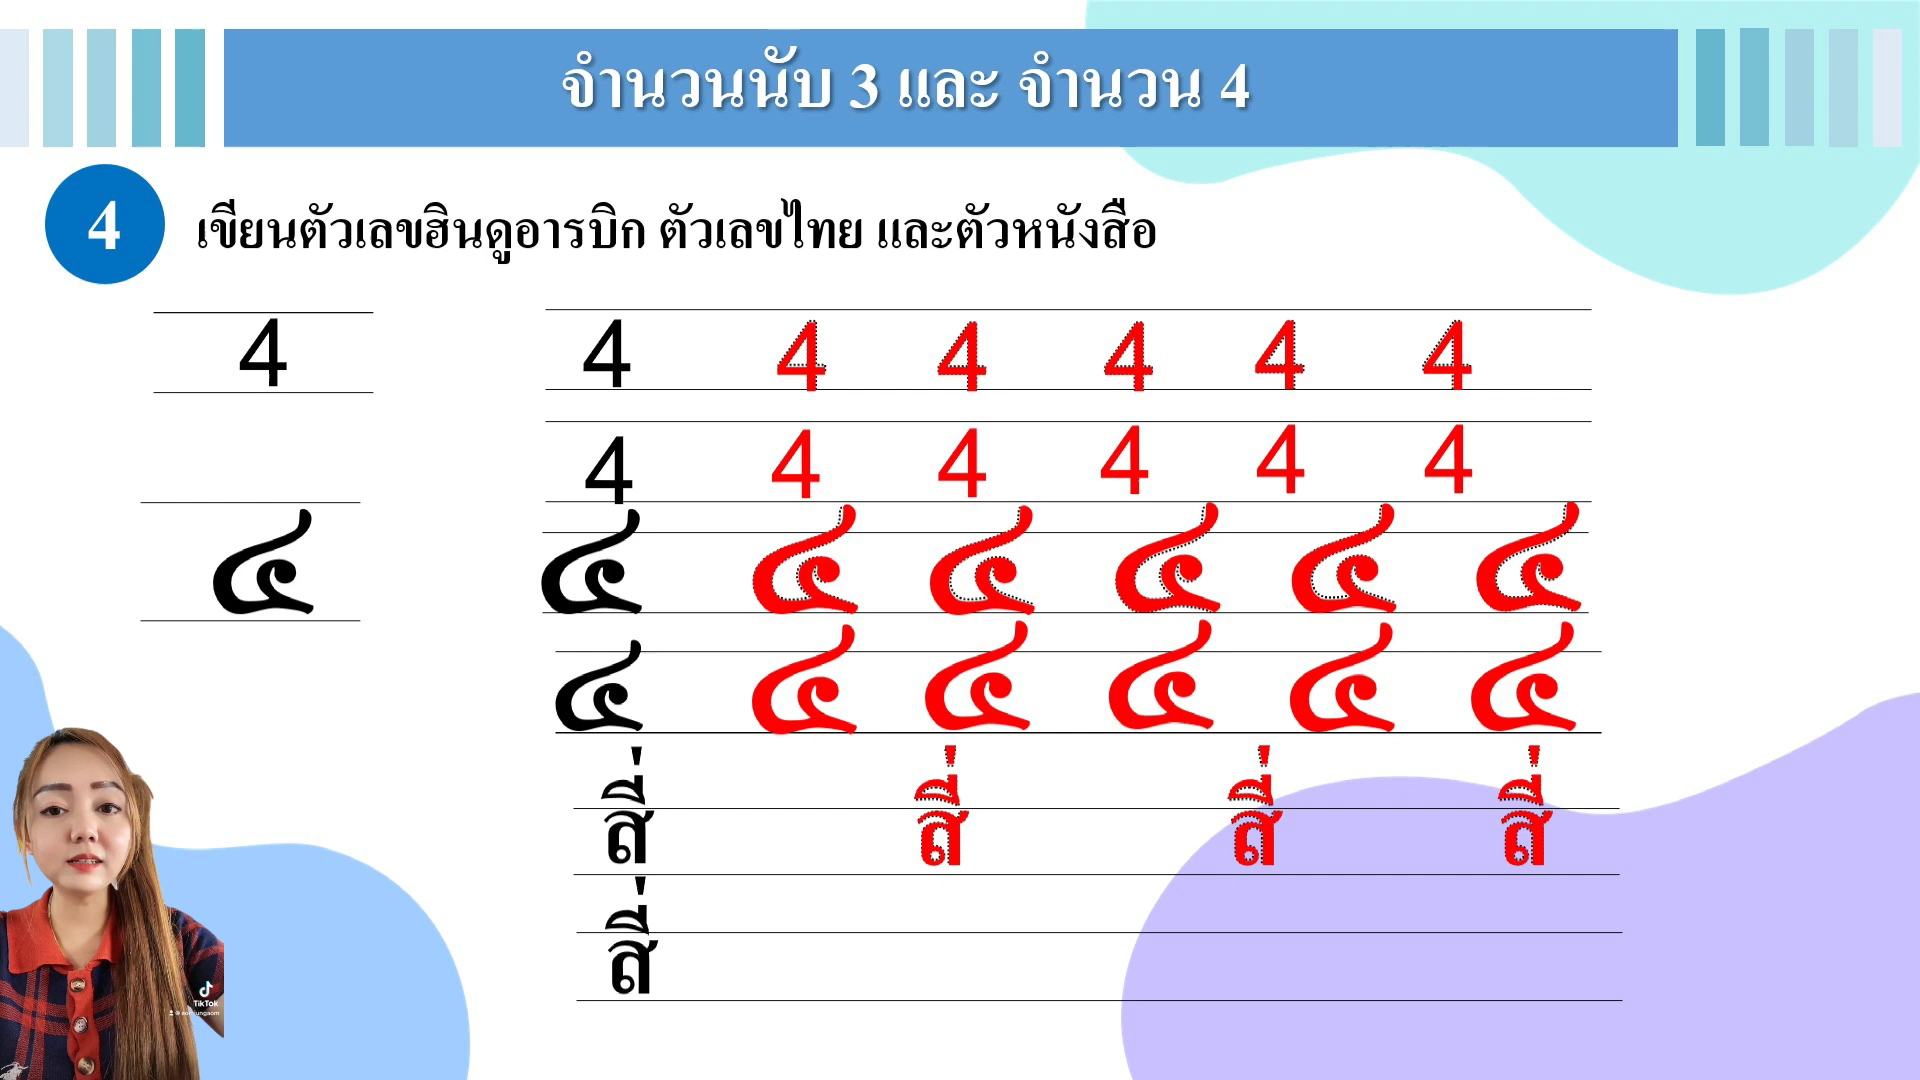 จำนวนนับ 3 และ จำนวน 4
4 เขียนตัวเลขฮินดูอารบิก ตัวเลขไทย และตัวหนังสือ
4 4 4 4 4 4 4
4 4 4 4 4 4
๔ ๔ ๔ ๔ ๔ ๔ ๔
๔ ๔ ๔ ๔ ๔ ๔
สี่ สี่ สี่ สี่
สี่
TikTok